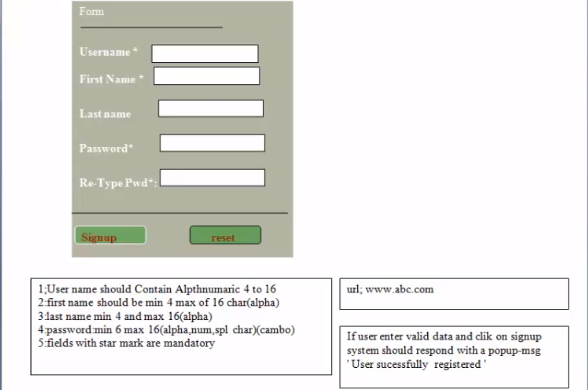 Form
Username *
First Name *
Last name
Password*
Re-Type Pwd*:
Signup reset
1;User name should Contain Alpthnumaric 4 to 16
2:first name should be min 4 max of 16 char(alpha)
3:last name min 4 and max 16(alpha)
4:password:min 6 max 16(alpha,num,spl char)(cambo)
5:fields with star mark are mandatory
url; www.abc.com
If user enter valid data and clik on signup
system should respond with a popup-msg
' User sucessfully registered '